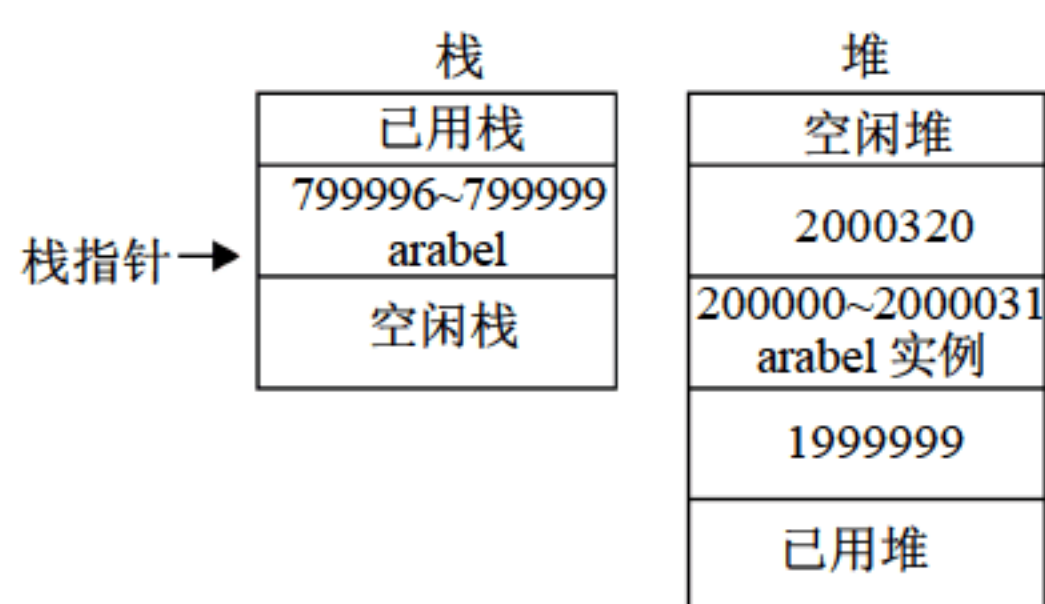 栈
已用栈
799996~799999
arabel
栈指针
空闲栈
堆
空闲堆
2000320
200000~2000031
arabel 实例
1999999
已用堆